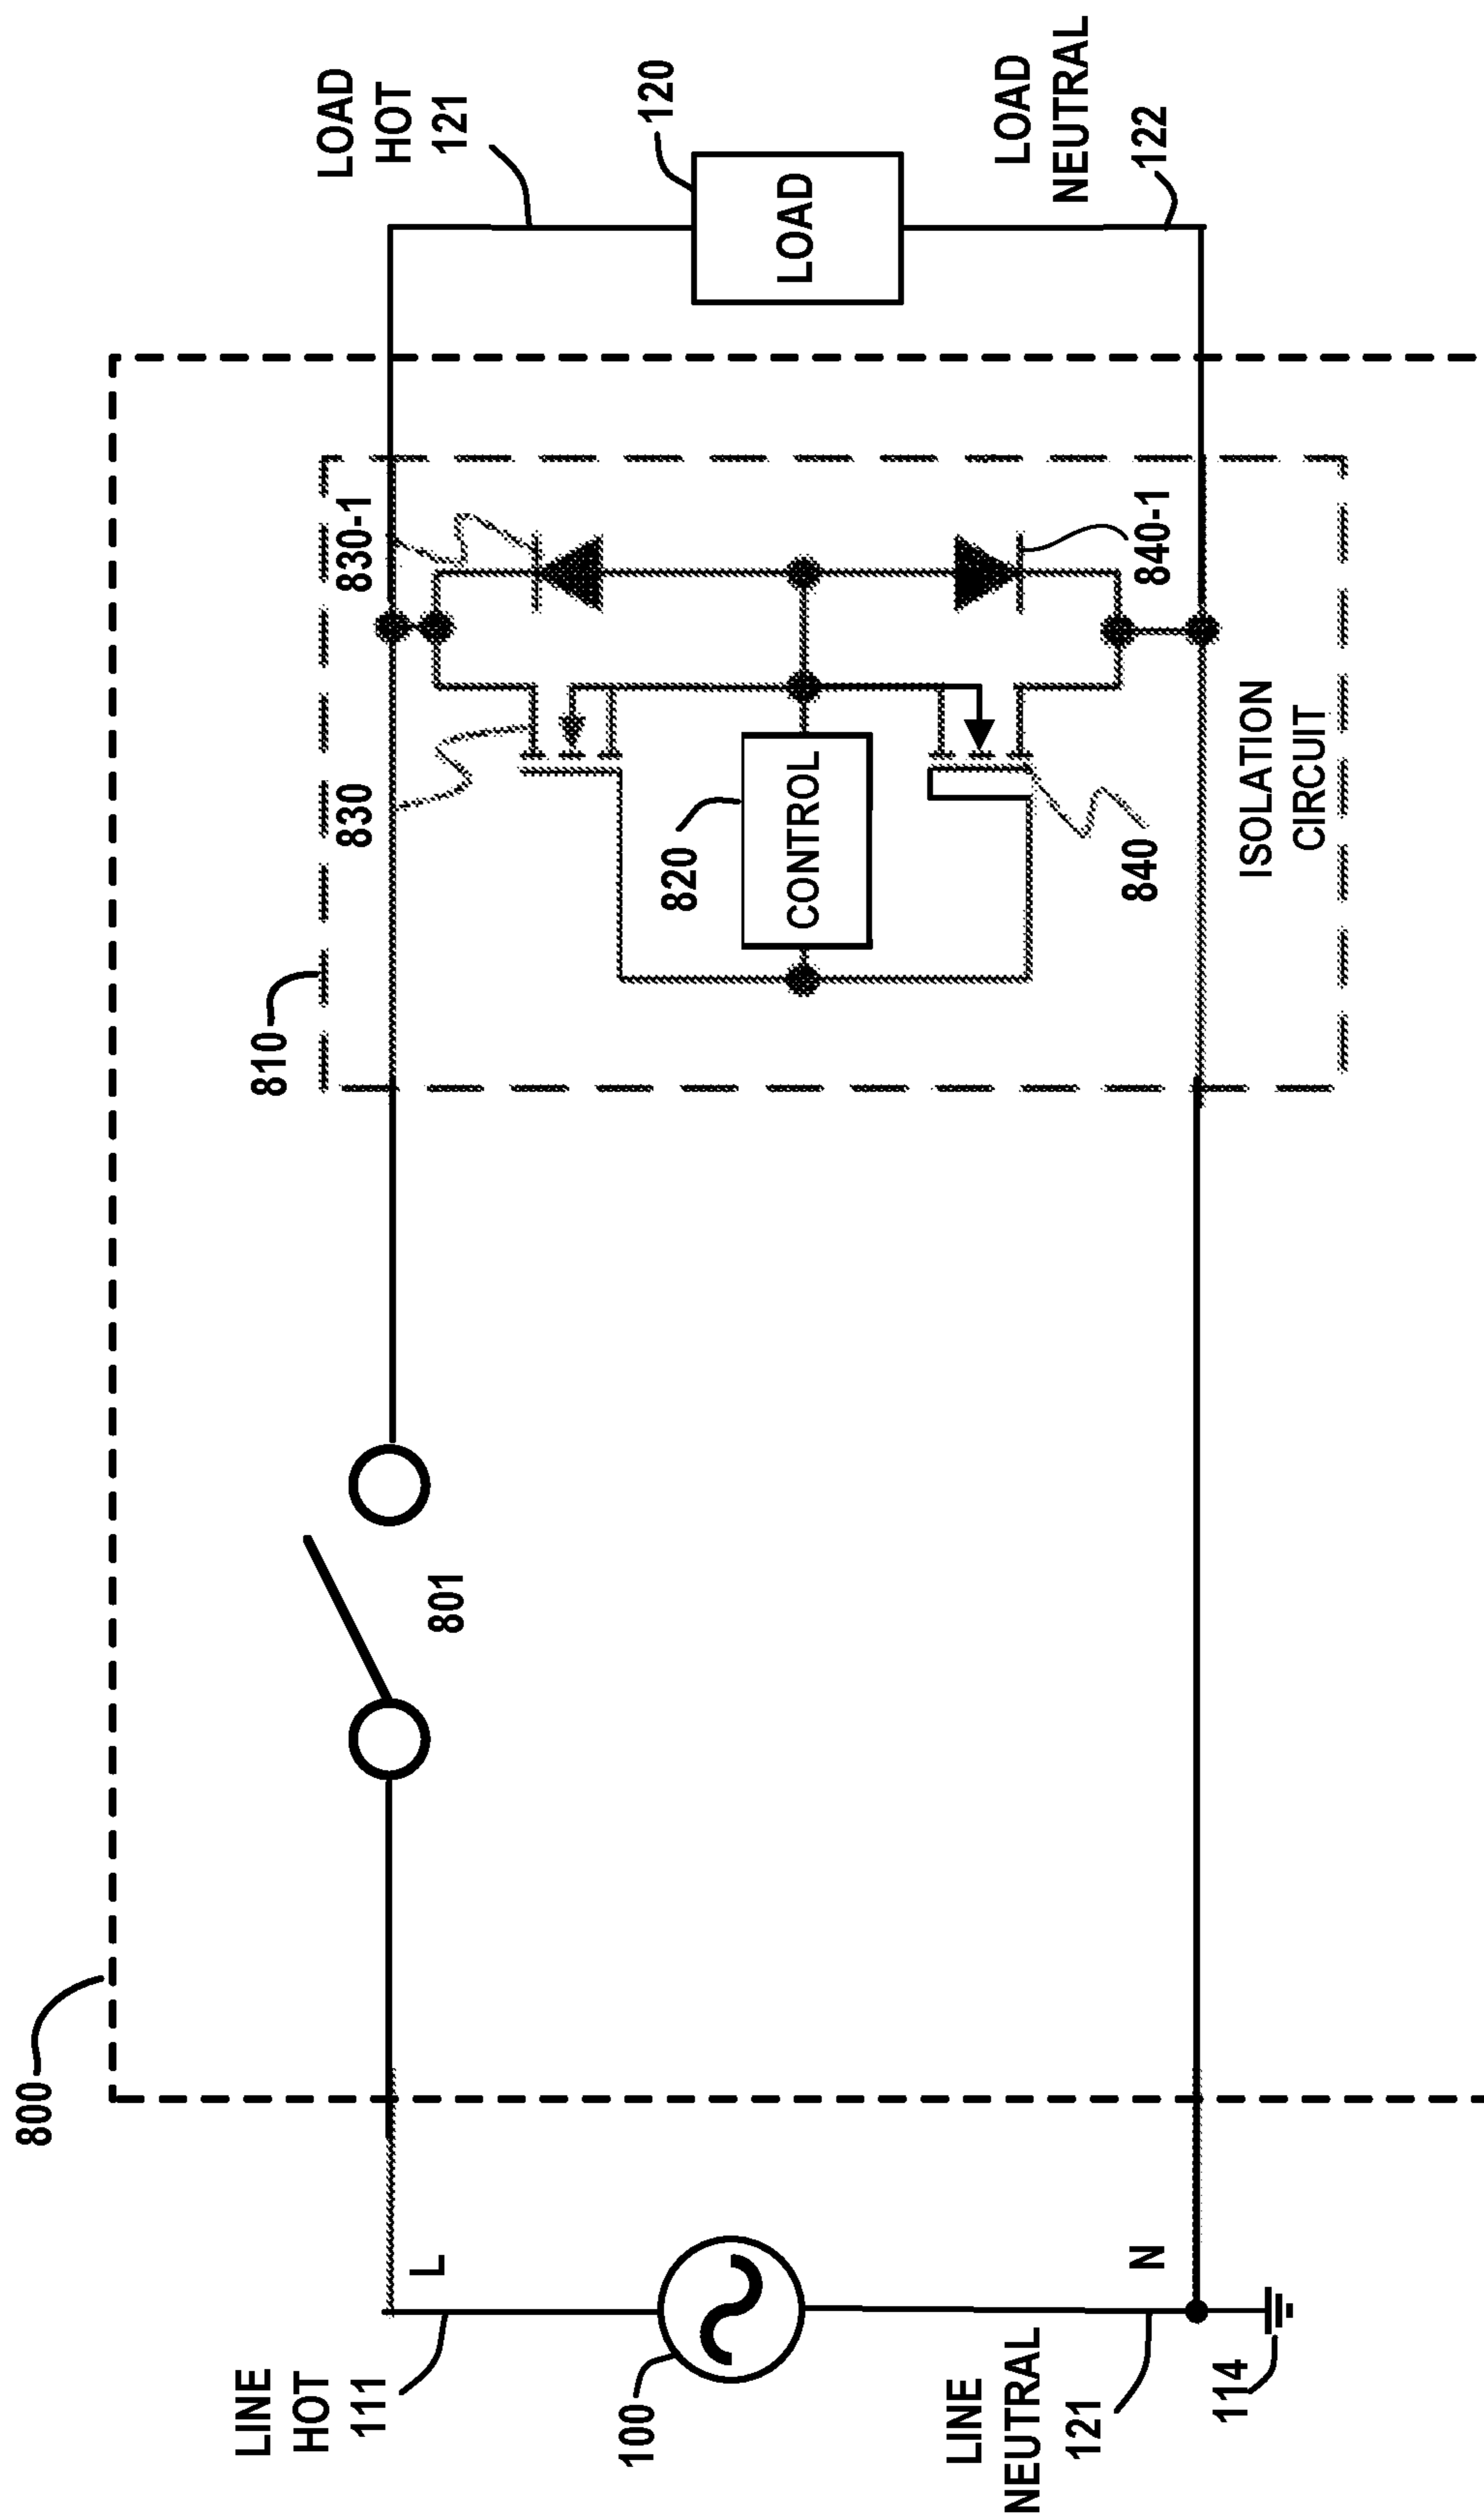 800
LINE
HOT
111
L
100
LINE
NEUTRAL
121
N
114
801
810
830
830-1
820
CONTROL
840
840-1
ISOLATION
CIRCUIT
LOAD
HOT
121
120
LOAD
LOAD
NEUTRAL
122